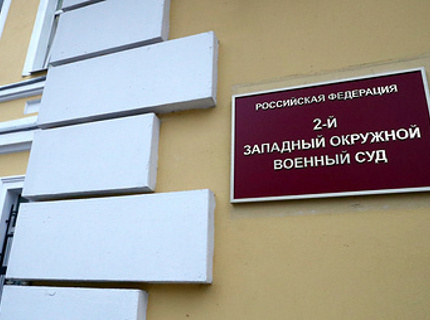 РОССИЙСКАЯ ФЕДЕРАЦИЯ
2-Й
ЗАПАДНЫЙ ОКРУЖНОЙ
ВОЕННЫЙ СУД